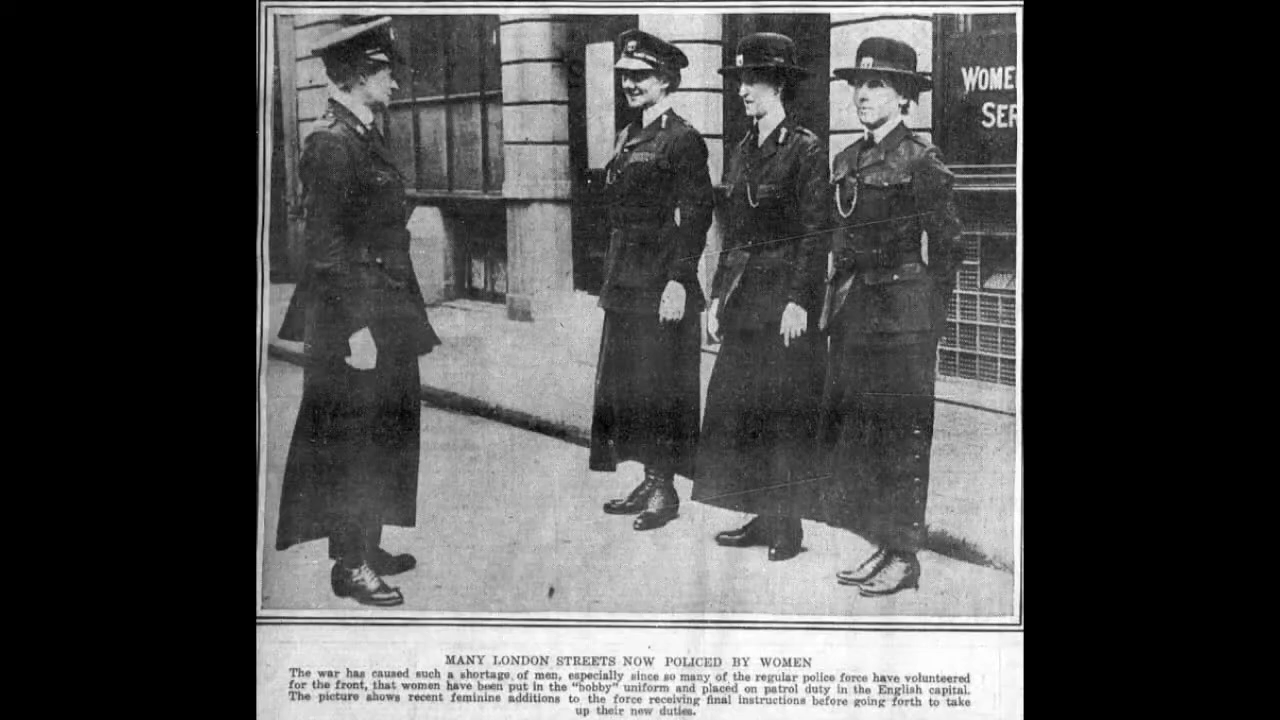 WOME
SER
MANY LONDON STREETS NOW POLICED BY WOMEN
The war has caused such a shortage of men, especially since so many of the regular police force have volunteered
for the front, that women have been put in the "bobby" uniform and placed on patrol duty in the English capital.
The picture shows recent feminine additions to the force receiving final instructions before going forth to take
up their new duties.